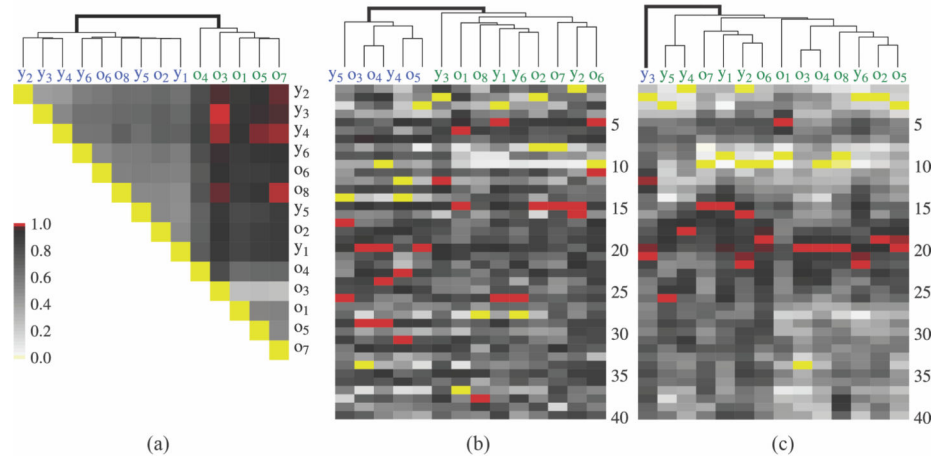 y2 y3 y4 y6 o6 o8 y5 o2 y1 o4 o3 o1 o5 o7
y2
y3
y4
y6
o6
o8
y5
o2
y1
o4
o3
o1
o5
o7
1.0
0.8
0.6
0.4
0.2
0.0
(a)
y5 o3 o4 y4 o5 y3 o1 o8 y1 y6 o2 o7 y2 o6
5
10
15
20
25
30
35
40
(b)
y3 y5 y4 o7 y1 y2 o6 o1 o3 o4 o8 y6 o2 o5
5
10
15
20
25
30
35
40
(c)